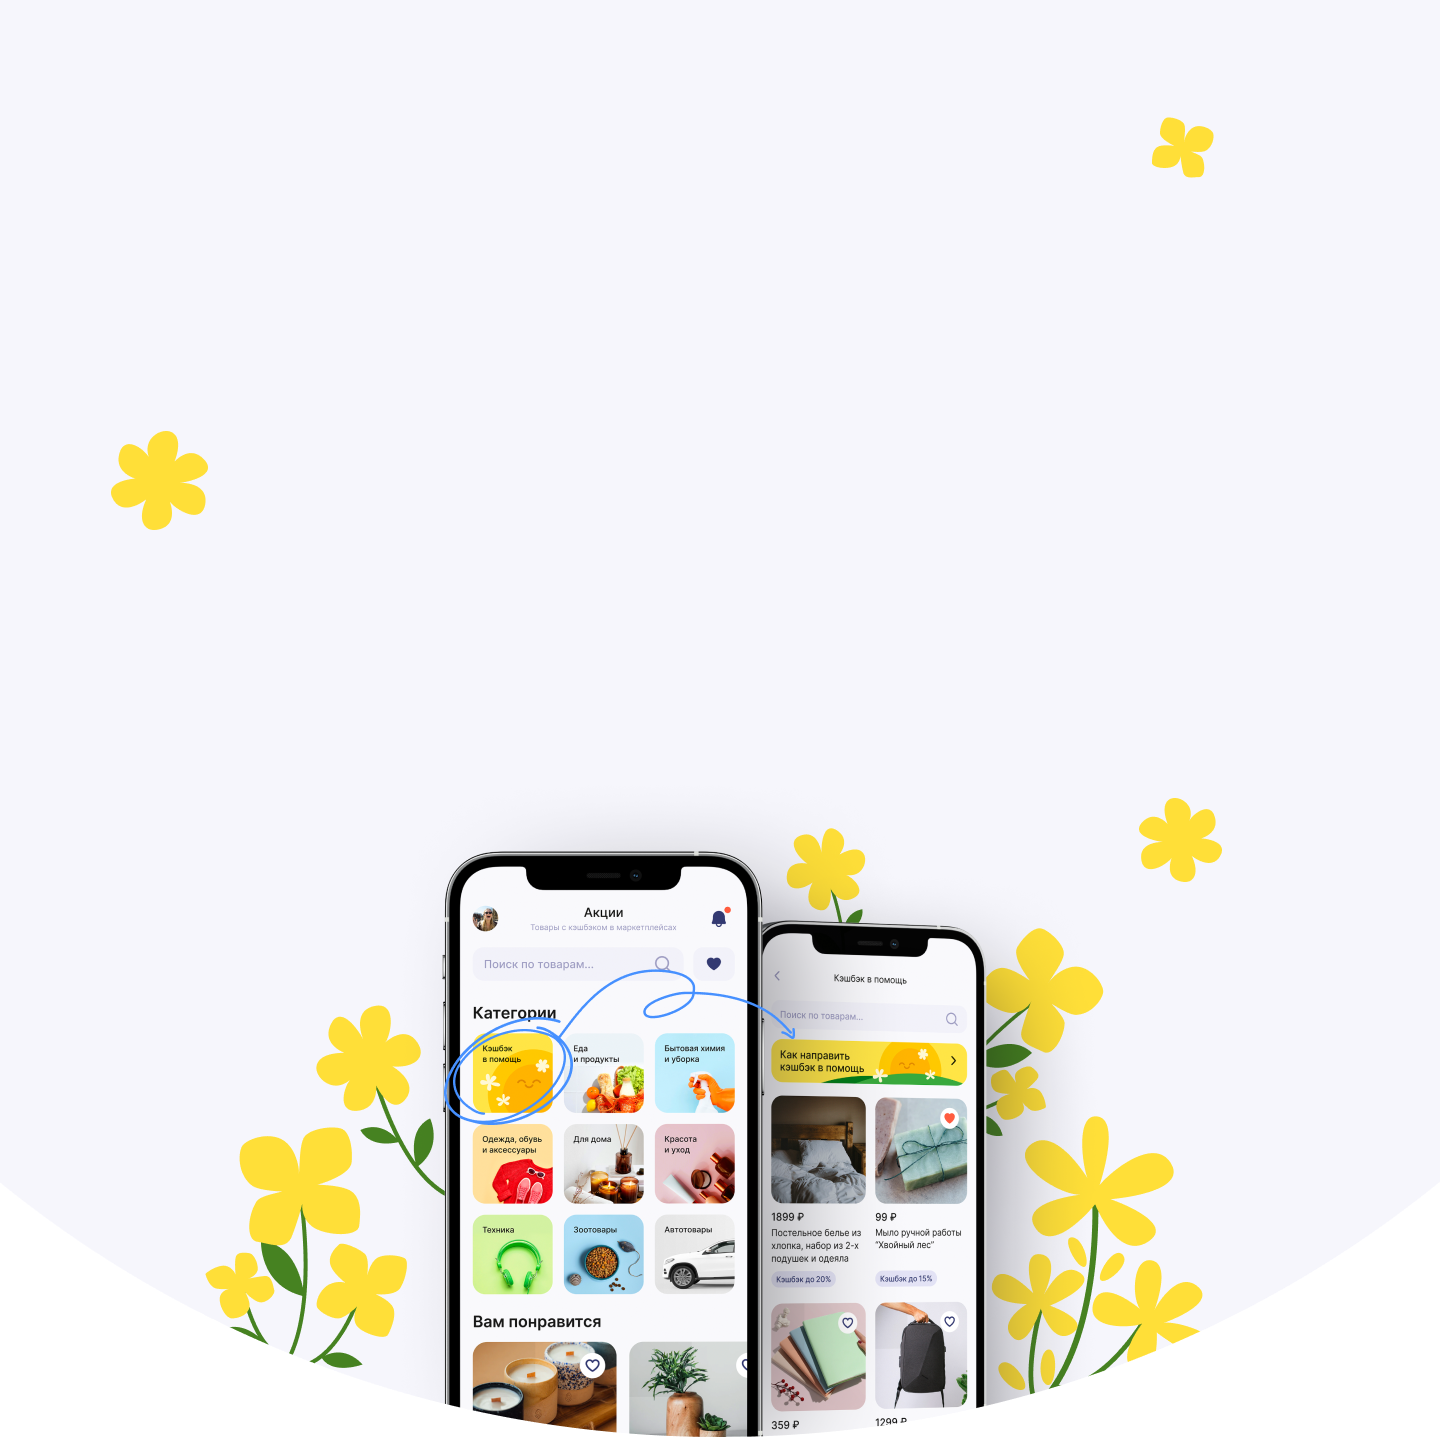 Акции
Товары с кэшбэком в маркетплейсах
Поиск по товарам...
Категории
Кэшбэк
в помощь
Еда
и продукты
Бытовая химия
и уборка
Одежда, обувь
и аксессуары
Для дома
Красота
и уход
Техника
Зоотовары
Автотовары
Вам понравится
Кэшбэк в помощь
Поиск по товарам...
Как направить
кэшбэк в помощь
1899 ₽
Постельное белье из
хлопка, набор из 2-х
подушек и одеяла
Кэшбэк до 20%
99 ₽
Мыло ручной работы
"Хвойный лес"
Кэшбэк до 15%
359 ₽
1299 ₽